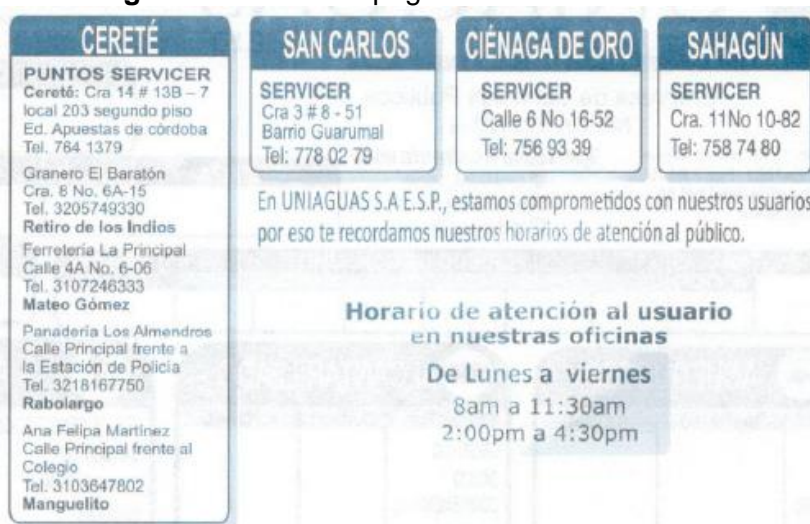 CERETÉ
PUNTOS SERVICER
Cereté: Cra 14 # 13B – 7
local 203 segundo piso
Ed. Apuestas de córdoba
Tel. 764 1379
Granero El Baratón
Cra. 8 No. 6A-15
Tel. 3205749330
Retiro de los Indios
Ferretería La Principal
Calle 4A No. 6-06
Tel. 3107246333
Mateo Gómez
Panadería Los Almendros
Calle Principal frente a
la Estación de Policía
Tel. 3218167750
Rabolargo
Ana Felipa Martínez
Calle Principal frente al
Colegio
Tel. 3103647802
Manguelito
SAN CARLOS
SERVICER
Cra 3 # 8 - 51
Barrio Guarumal
Tel: 778 02 79
CIÉNAGA DE ORO
SERVICER
Calle 6 No 16-52
Tel: 756 93 39
SAHAGÚN
SERVICER
Cra. 11No 10-82
Tel: 758 74 80
En UNIAGUAS S.A E.S.P., estamos comprometidos con nuestros usuarios
por eso te recordamos nuestros horarios de atención al público.
Horario de atención al usuario
en nuestras oficinas
De Lunes a viernes
8am a 11:30am
2:00pm a 4:30pm